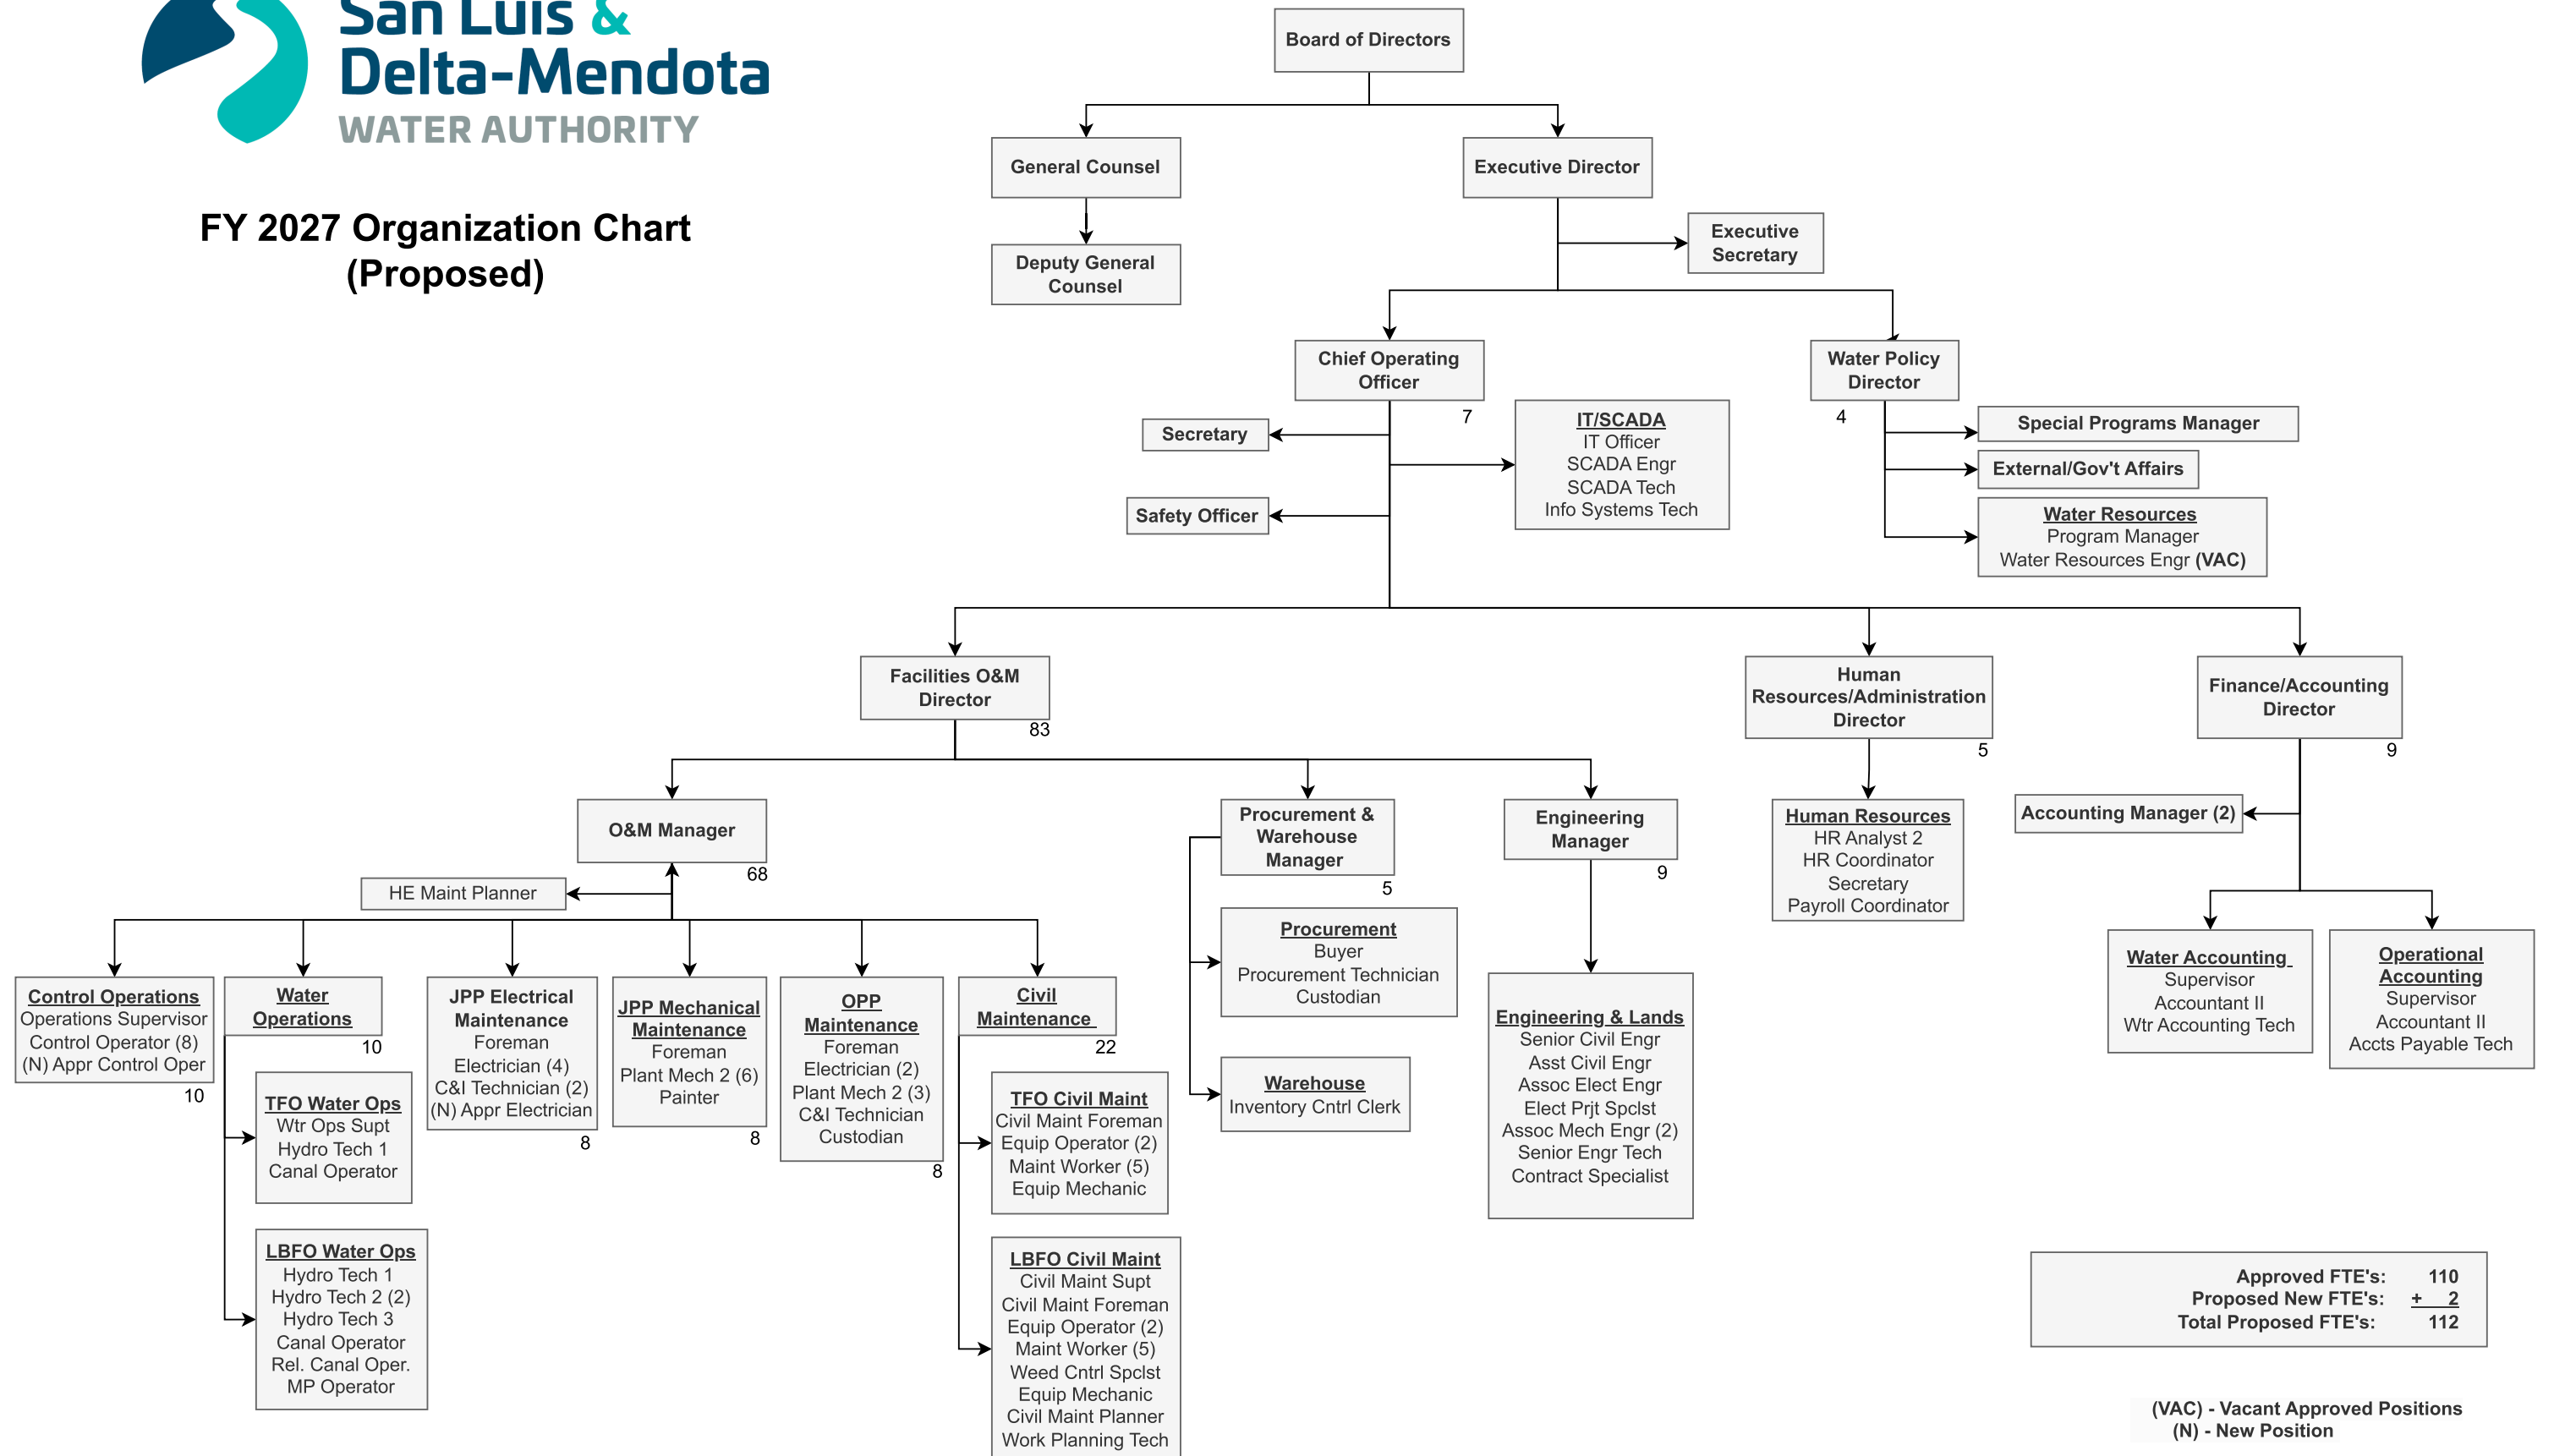 San Luis &
Delta-Mendota
WATER AUTHORITY
FY 2027 Organization Chart
(Proposed)
Board of Directors
General Counsel
Executive Director
Executive
Secretary
Deputy General
Counsel
Chief Operating
Officer
7
Water Policy
Director
4
Secretary
Safety Officer
IT/SCADA
IT Officer
SCADA Engr
SCADA Tech
Info Systems Tech
Special Programs Manager
External/Gov't Affairs
Water Resources
Program Manager
Water Resources Engr (VAC)
Facilities O&M
Director
83
Human
Resources/Administration
Director
5
Finance/Accounting
Director
9
O&M Manager
68
HE Maint Planner
Procurement &
Warehouse
Manager
5
Engineering
Manager
9
Human Resources
HR Analyst 2
HR Coordinator
Secretary
Payroll Coordinator
Accounting Manager (2)
Control Operations
Operations Supervisor
Control Operator (8)
(N) Appr Control Oper
10
Water
Operations
10
TFO Water Ops
Wtr Ops Supt
Hydro Tech 1
Canal Operator
LBFO Water Ops
Hydro Tech 1
Hydro Tech 2 (2)
Hydro Tech 3
Canal Operator
Rel. Canal Oper.
MP Operator
JPP Electrical
Maintenance
Foreman
Electrician (4)
C&I Technician (2)
(N) Appr Electrician
8
JPP Mechanical
Maintenance
Foreman
Plant Mech 2 (6)
Painter
8
OPP
Maintenance
Foreman
Electrician (2)
Plant Mech 2 (3)
C&I Technician
Custodian
8
Civil
Maintenance
22
TFO Civil Maint
Civil Maint Foreman
Equip Operator (2)
Maint Worker (5)
Equip Mechanic
LBFO Civil Maint
Civil Maint Supt
Civil Maint Foreman
Equip Operator (2)
Maint Worker (5)
Weed Cntrl Spclst
Equip Mechanic
Civil Maint Planner
Work Planning Tech
Procurement
Buyer
Procurement Technician
Custodian
Warehouse
Inventory Cntrl Clerk
Engineering & Lands
Senior Civil Engr
Asst Civil Engr
Assoc Elect Engr
Elect Prjt Spclst
Assoc Mech Engr (2)
Senior Engr Tech
Contract Specialist
Water Accounting
Supervisor
Accountant II
Wtr Accounting Tech
Operational
Accounting
Supervisor
Accountant II
Accts Payable Tech
Approved FTE's: 110
Proposed New FTE's: + 2
Total Proposed FTE's: 112
(VAC) - Vacant Approved Positions
(N) - New Position